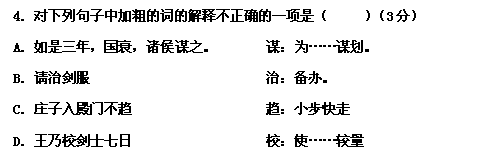 4. 对下列句子中加粗的词的解释不正确的一项是（　　）（3分）
A. 如是三年，国衰，诸侯谋之。　　谋：为……谋划。
B. 请治剑服　　治：备办。
C. 庄子入殿门不趋　　趋：小步快走
D. 王乃校剑士七日　　校：使……较量